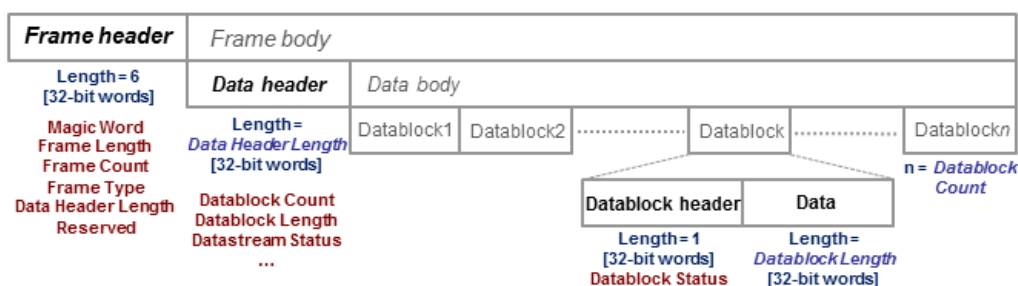 Frame header
Frame body
Length=6
[32-bit words]
Data header
Data body
Magic Word
Frame Length
Frame Count
Frame Type
Data Header Length
Reserved
Length=
Data Header Length
[32-bit words]
Datablock Count
Datablock Length
Datastream Status
...
Datablock1
Datablock2
Datablock
Datablockn
n = Datablock
Count
Datablock header
Data
Length=1
[32-bit words]
Datablock Status
Length=
Datablock Length
[32-bit words]